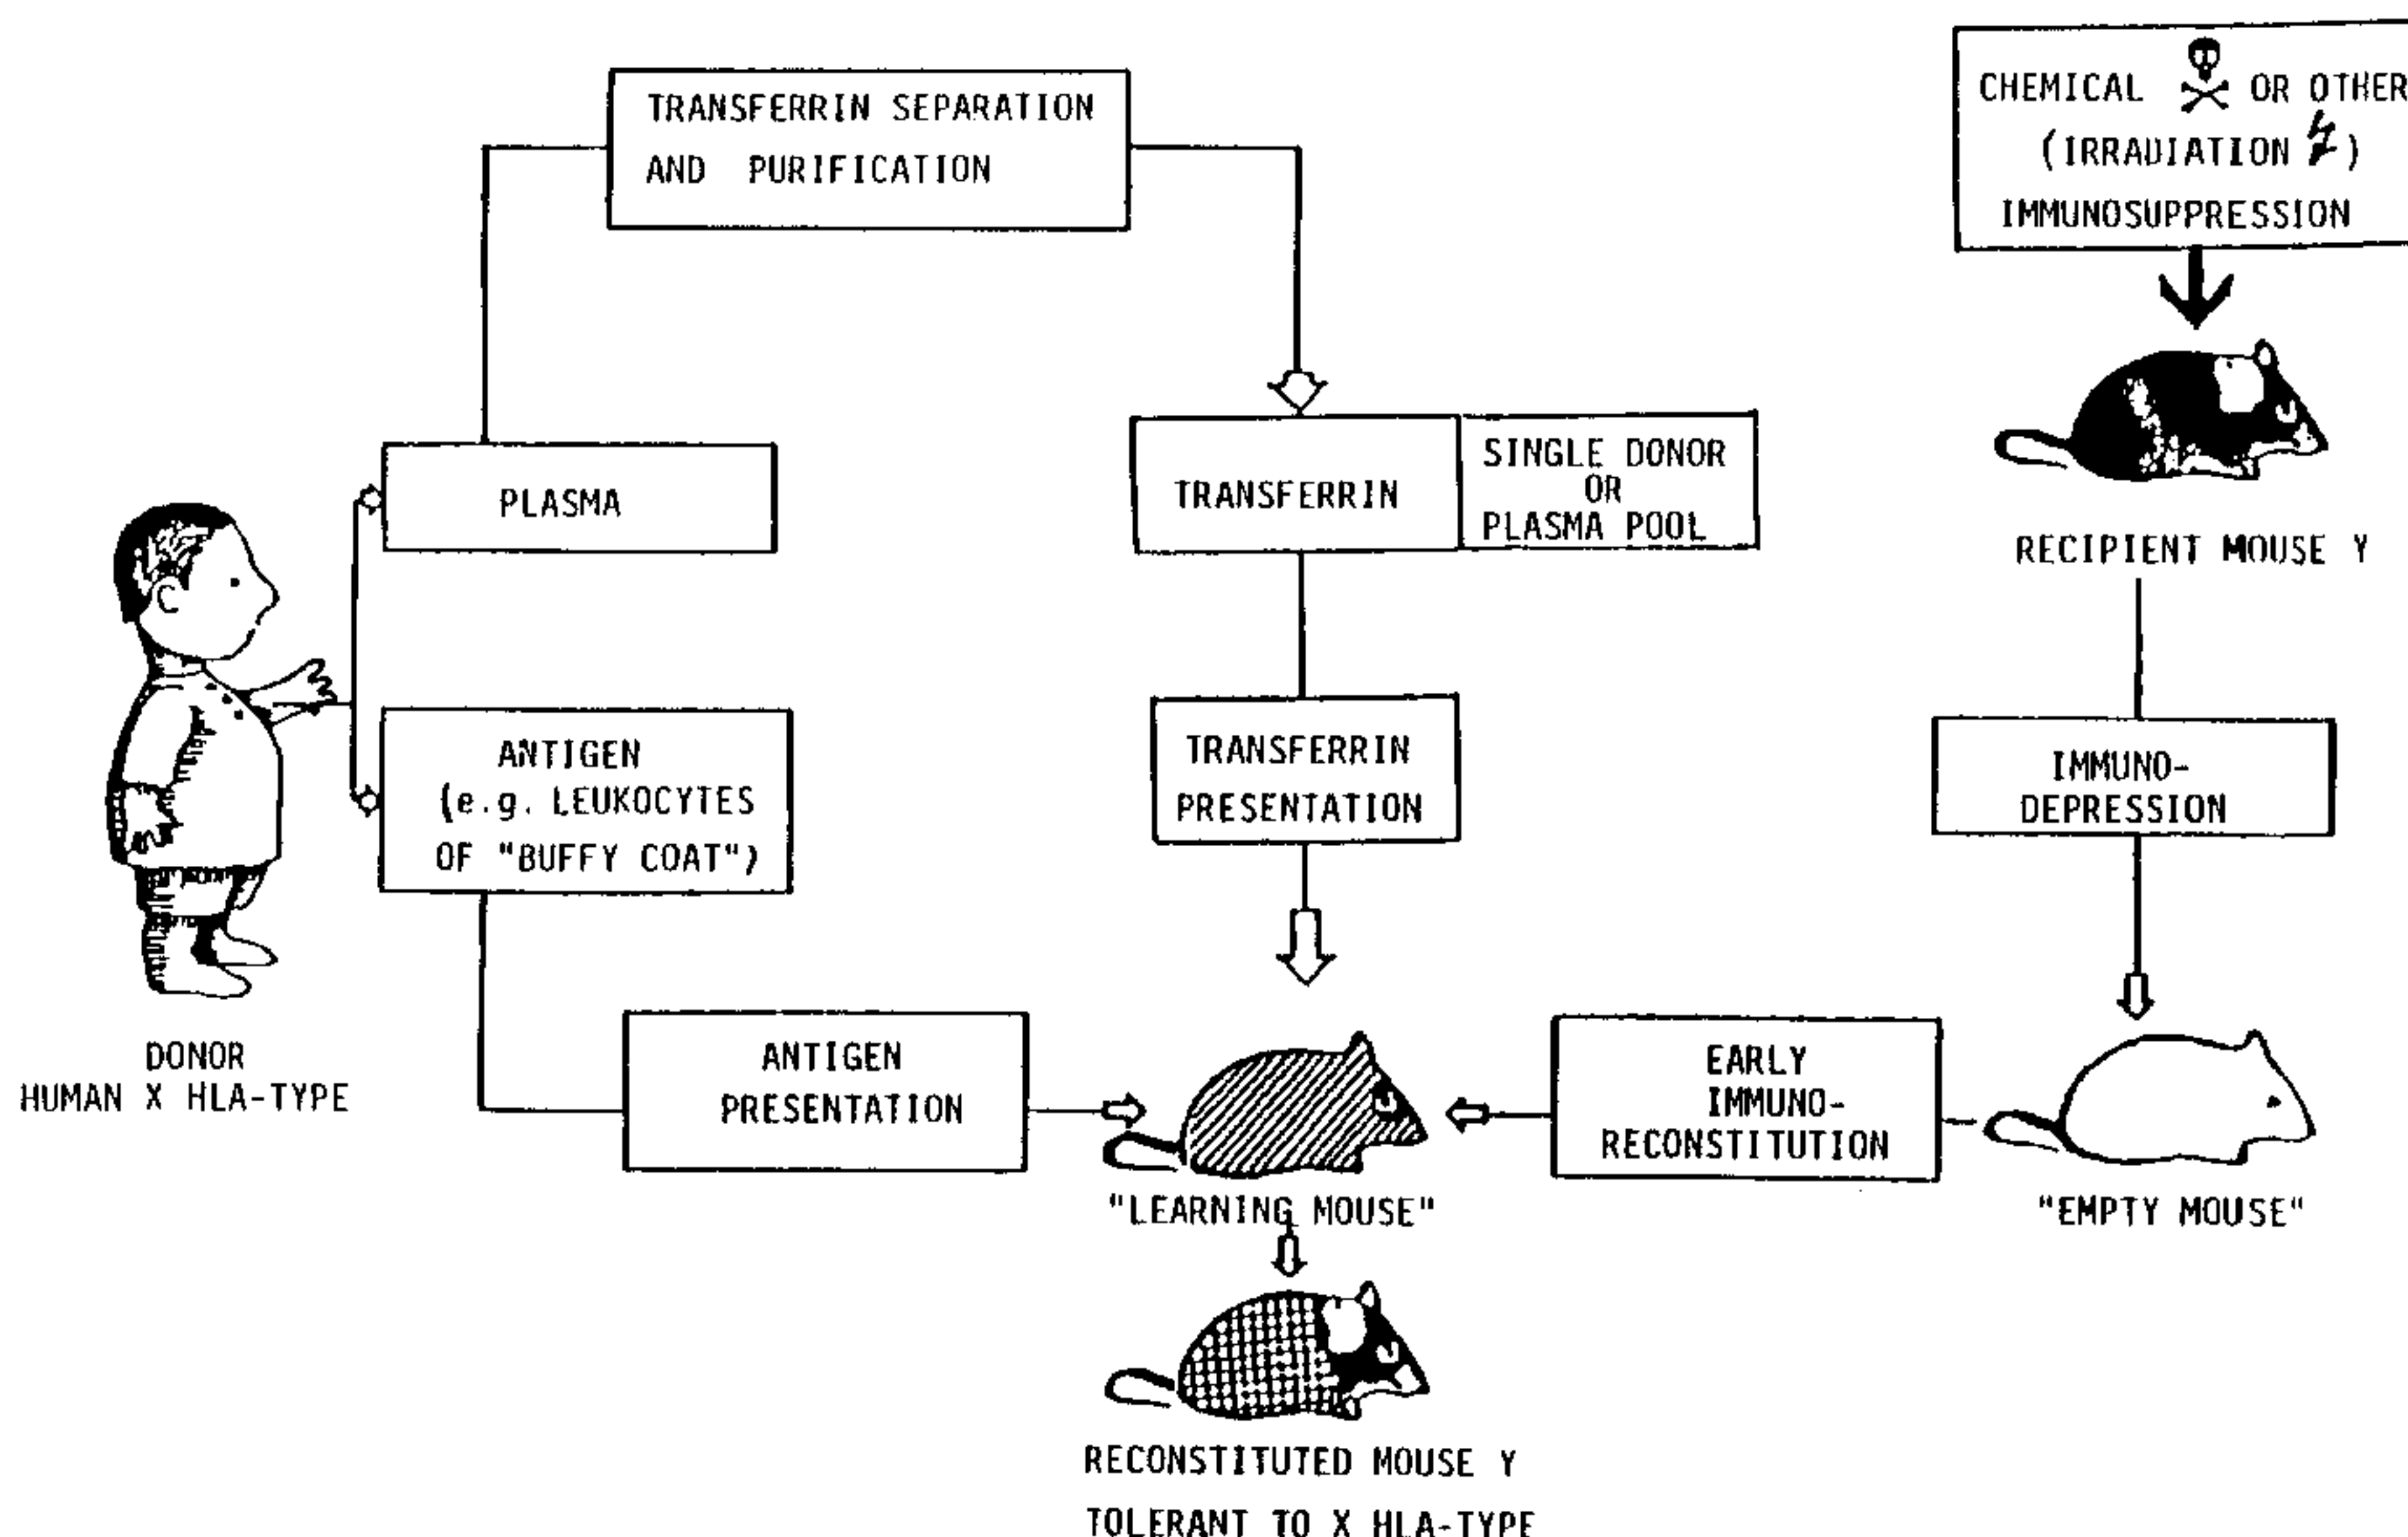 TRANSFERRIN SEPARATION
AND PURIFICATION
CHEMICAL OR OTHER
(IRRADIATION )
IMMUNOSUPPRESSION
PLASMA
TRANSFERRIN
SINGLE DONOR
OR
PLASMA POOL
RECIPIENT MOUSE Y
ANTIGEN
(e.g. LEUKOCYTES
OF "BUFFY COAT")
TRANSFERRIN
PRESENTATION
IMMUNO-
DEPRESSION
DONOR
HUMAN X HLA-TYPE
ANTIGEN
PRESENTATION
"LEARNING MOUSE"
EARLY
IMMUNO-
RECONSTITUTION
"EMPTY MOUSE"
RECONSTITUTED MOUSE Y
TOLERANT TO X HLA-TYPE